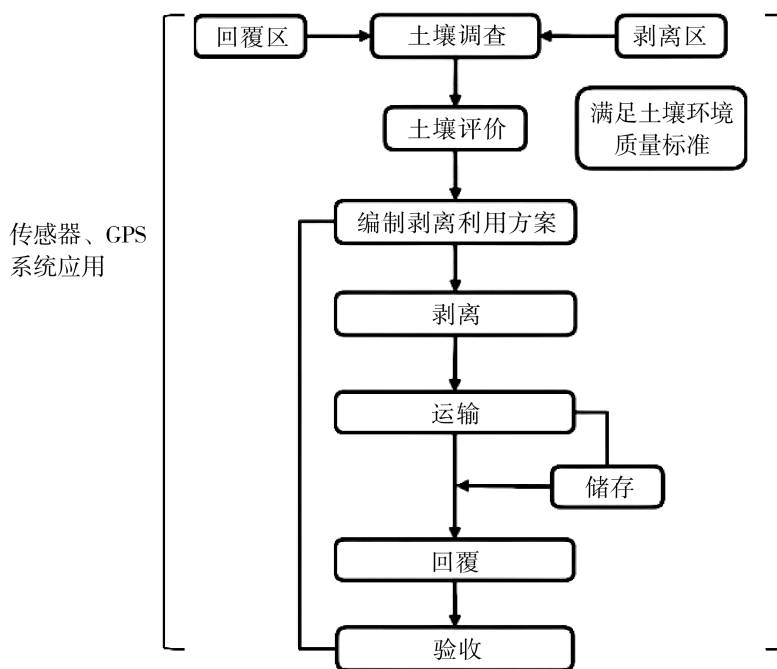 回覆区
土壤调查
剥离区
土壤评价
满足土壤环境
质量标准
编制剥离利用方案
传感器、GPS
系统应用
剥离
运输
储存
回覆
验收